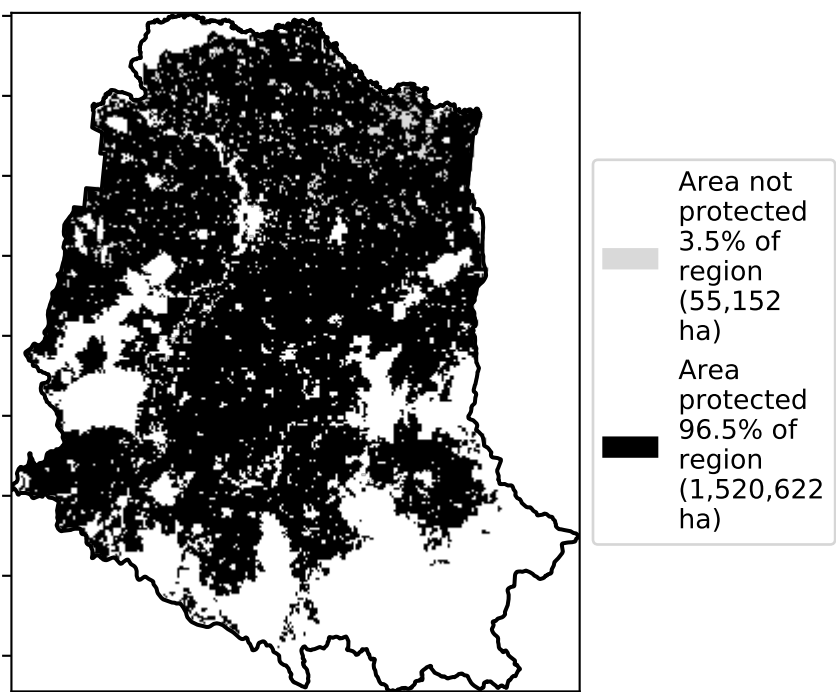 Area not
protected
3.5% of
region
(55,152
ha)
Area
protected
96.5% of
region
(1,520,622
ha)